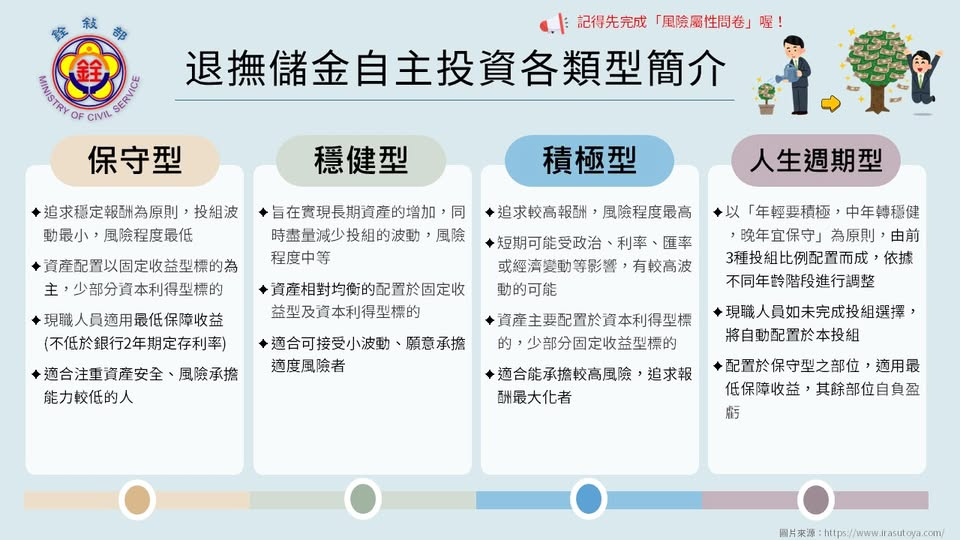 記得先完成「風險屬性問卷」喔！
銓敘部
銓
MINISTRY OF CIVIL SERVICE
退撫儲金自主投資各類型簡介
保守型
✦追求穩定報酬為原則，投組波
動最小，風險程度最低
✦資產配置以固定收益型標的為
主，少部分資本利得型標的
✦現職人員適用最低保障收益
(不低於銀行2年期定存利率)
✦適合注重資產安全、風險承擔
能力較低的人
穩健型
✦旨在實現長期資產的增加，同
時盡量減少投組的波動，風險
程度中等
✦資產相對均衡的配置於固定收
益型及資本利得型標的
✦適合可接受小波動、願意承擔
適度風險者
積極型
✦追求較高報酬，風險程度最高
✦短期可能受政治、利率、匯率
或經濟變動等影響，有較高波
動的可能
✦資產主要配置於資本利得型標
的，少部分固定收益型標的
✦適合能承擔較高風險，追求報
酬最大化者
人生週期型
✦以「年輕要積極，中年轉穩健
，晚年宜保守」為原則，由前
3種投組比例配置而成，依據
不同年齡階段進行調整
✦現職人員如未完成投組選擇，
將自動配置於本投組
✦配置於保守型之部位，適用最
低保障收益，其餘部位自負盈
虧
圖片來源：https://www.irasutoya.com/